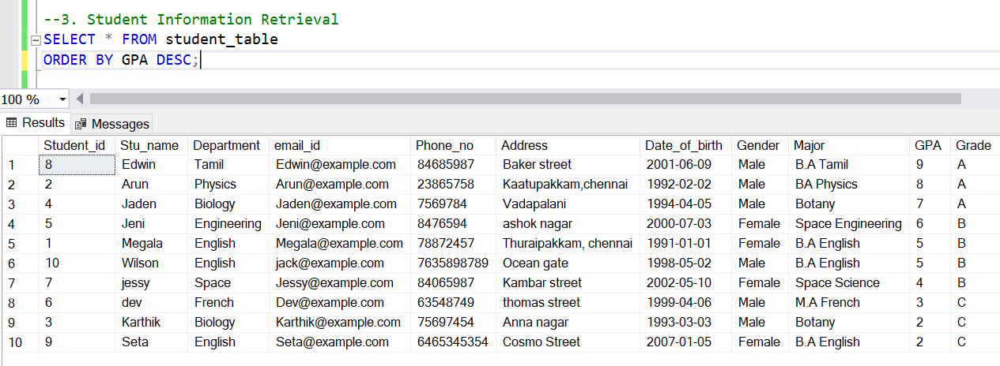 --3. Student Information Retrieval
SELECT * FROM student_table
ORDER BY GPA DESC;
100 %
Results Messages
Student_id Stu_name Department email_id Phone_no Address Date_of_birth Gender Major GPA Grade
1 8 Edwin Tamil Edwin@example.com 84685987 Baker street 2001-06-09 Male B.A Tamil 9 A
2 2 Arun Physics Arun@example.com 23865758 Kaatupakkam,chennai 1992-02-02 Male BA Physics 8 A
3 4 Jaden Biology Jaden@example.com 7569784 Vadapalani 1994-04-05 Male Botany 7 A
4 5 Jeni Engineering Jeni@example.com 8476594 ashok nagar 2000-07-03 Female Space Engineering 6 B
5 1 Megala English Megala@example.com 78872457 Thuraipakkam, chennai 1991-01-01 Female B.A English 5 B
6 10 Wilson English jack@example.com 7635898789 Ocean gate 1998-05-02 Male B.A English 5 B
7 7 jessy Space Jessy@example.com 84065987 Kambar street 2002-05-10 Female Space Science 4 B
8 6 dev French Dev@example.com 63548749 thomas street 1999-04-06 Male M.A French 3 C
9 3 Karthik Biology Karthik@example.com 75697454 Anna nagar 1993-03-03 Male Botany 2 C
10 9 Seta English Seta@example.com 6465345354 Cosmo Street 2007-01-05 Female B.A English 2 C